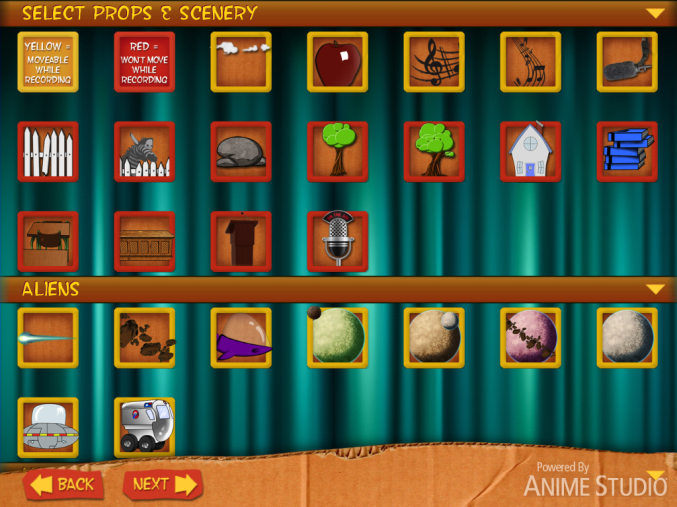 SELECT PROPS & SCENERY
YELLOW =
MOVEABLE
WHILE
RECORDING
RED =
WON'T MOVE
WHILE
RECORDING
ALIENS
BACK
NEXT
Powered By
ANIME STUDIO